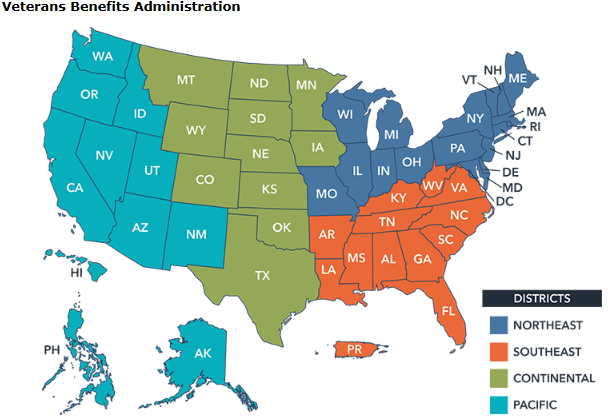 Veterans Benefits Administration
WA
OR
ID
MT
ND
MN
SD
WY
NE
IA
WI
MI
NH
VT
ME
NY
MA
RI
CT
PA
NJ
DE
MD
DC
NV
UT
CO
KS
MO
IL
IN
OH
WV
VA
KY
CA
AZ
NM
OK
TX
AR
TN
NC
SC
LA
MS
AL
GA
FL
HI
PH
AK
PR
DISTRICTS
NORTHEAST
SOUTHEAST
CONTINENTAL
PACIFIC